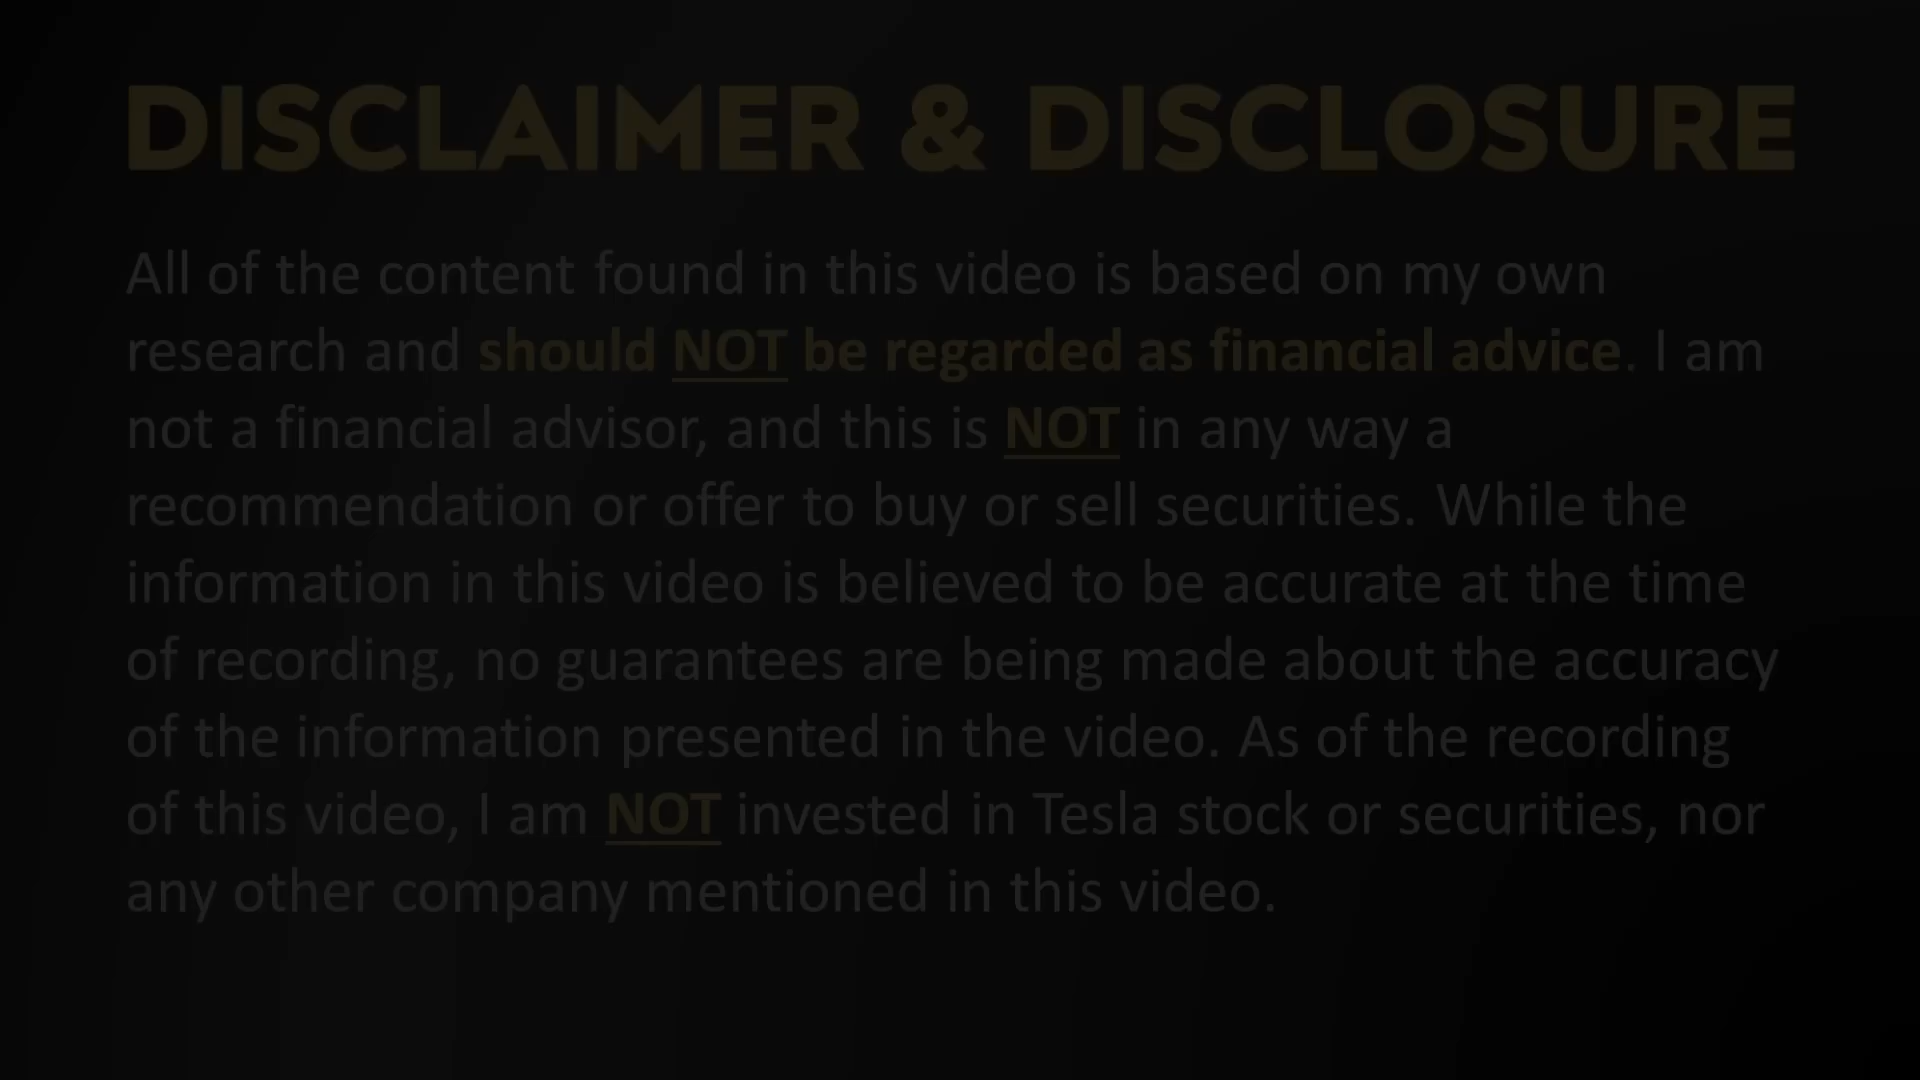 DISCLAIMER & DISCLOSURE
All of the content found in this video is based on my own
research and should NOT be regarded as financial advice. I am
not a financial advisor, and this is NOT in any way a
recommendation or offer to buy or sell securities. While the
information in this video is believed to be accurate at the time
of recording, no guarantees are being made about the accuracy
of the information presented in the video. As of the recording
of this video, I am NOT invested in Tesla stock or securities, nor
any other company mentioned in this video.